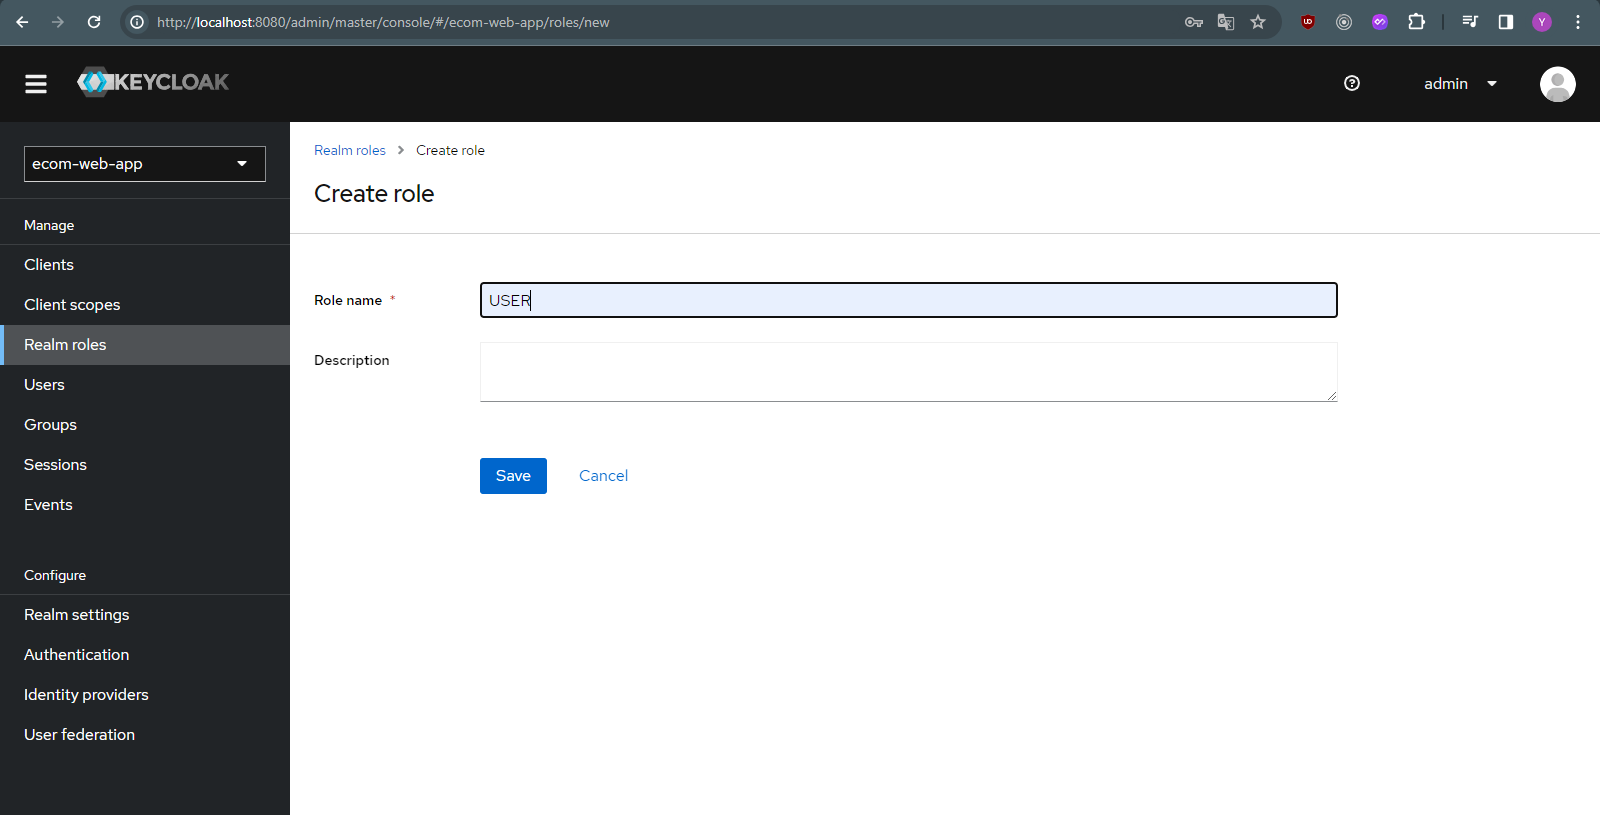 http://localhost:8080/admin/master/console/#/ecom-web-app/roles/new
Y
KEYCLOAK
admin
ecom-web-app
Manage
Clients
Client scopes
Realm roles
Users
Groups
Sessions
Events
Configure
Realm settings
Authentication
Identity providers
User federation
Realm roles > Create role
Create role
Role name *
USER
Description
Save
Cancel